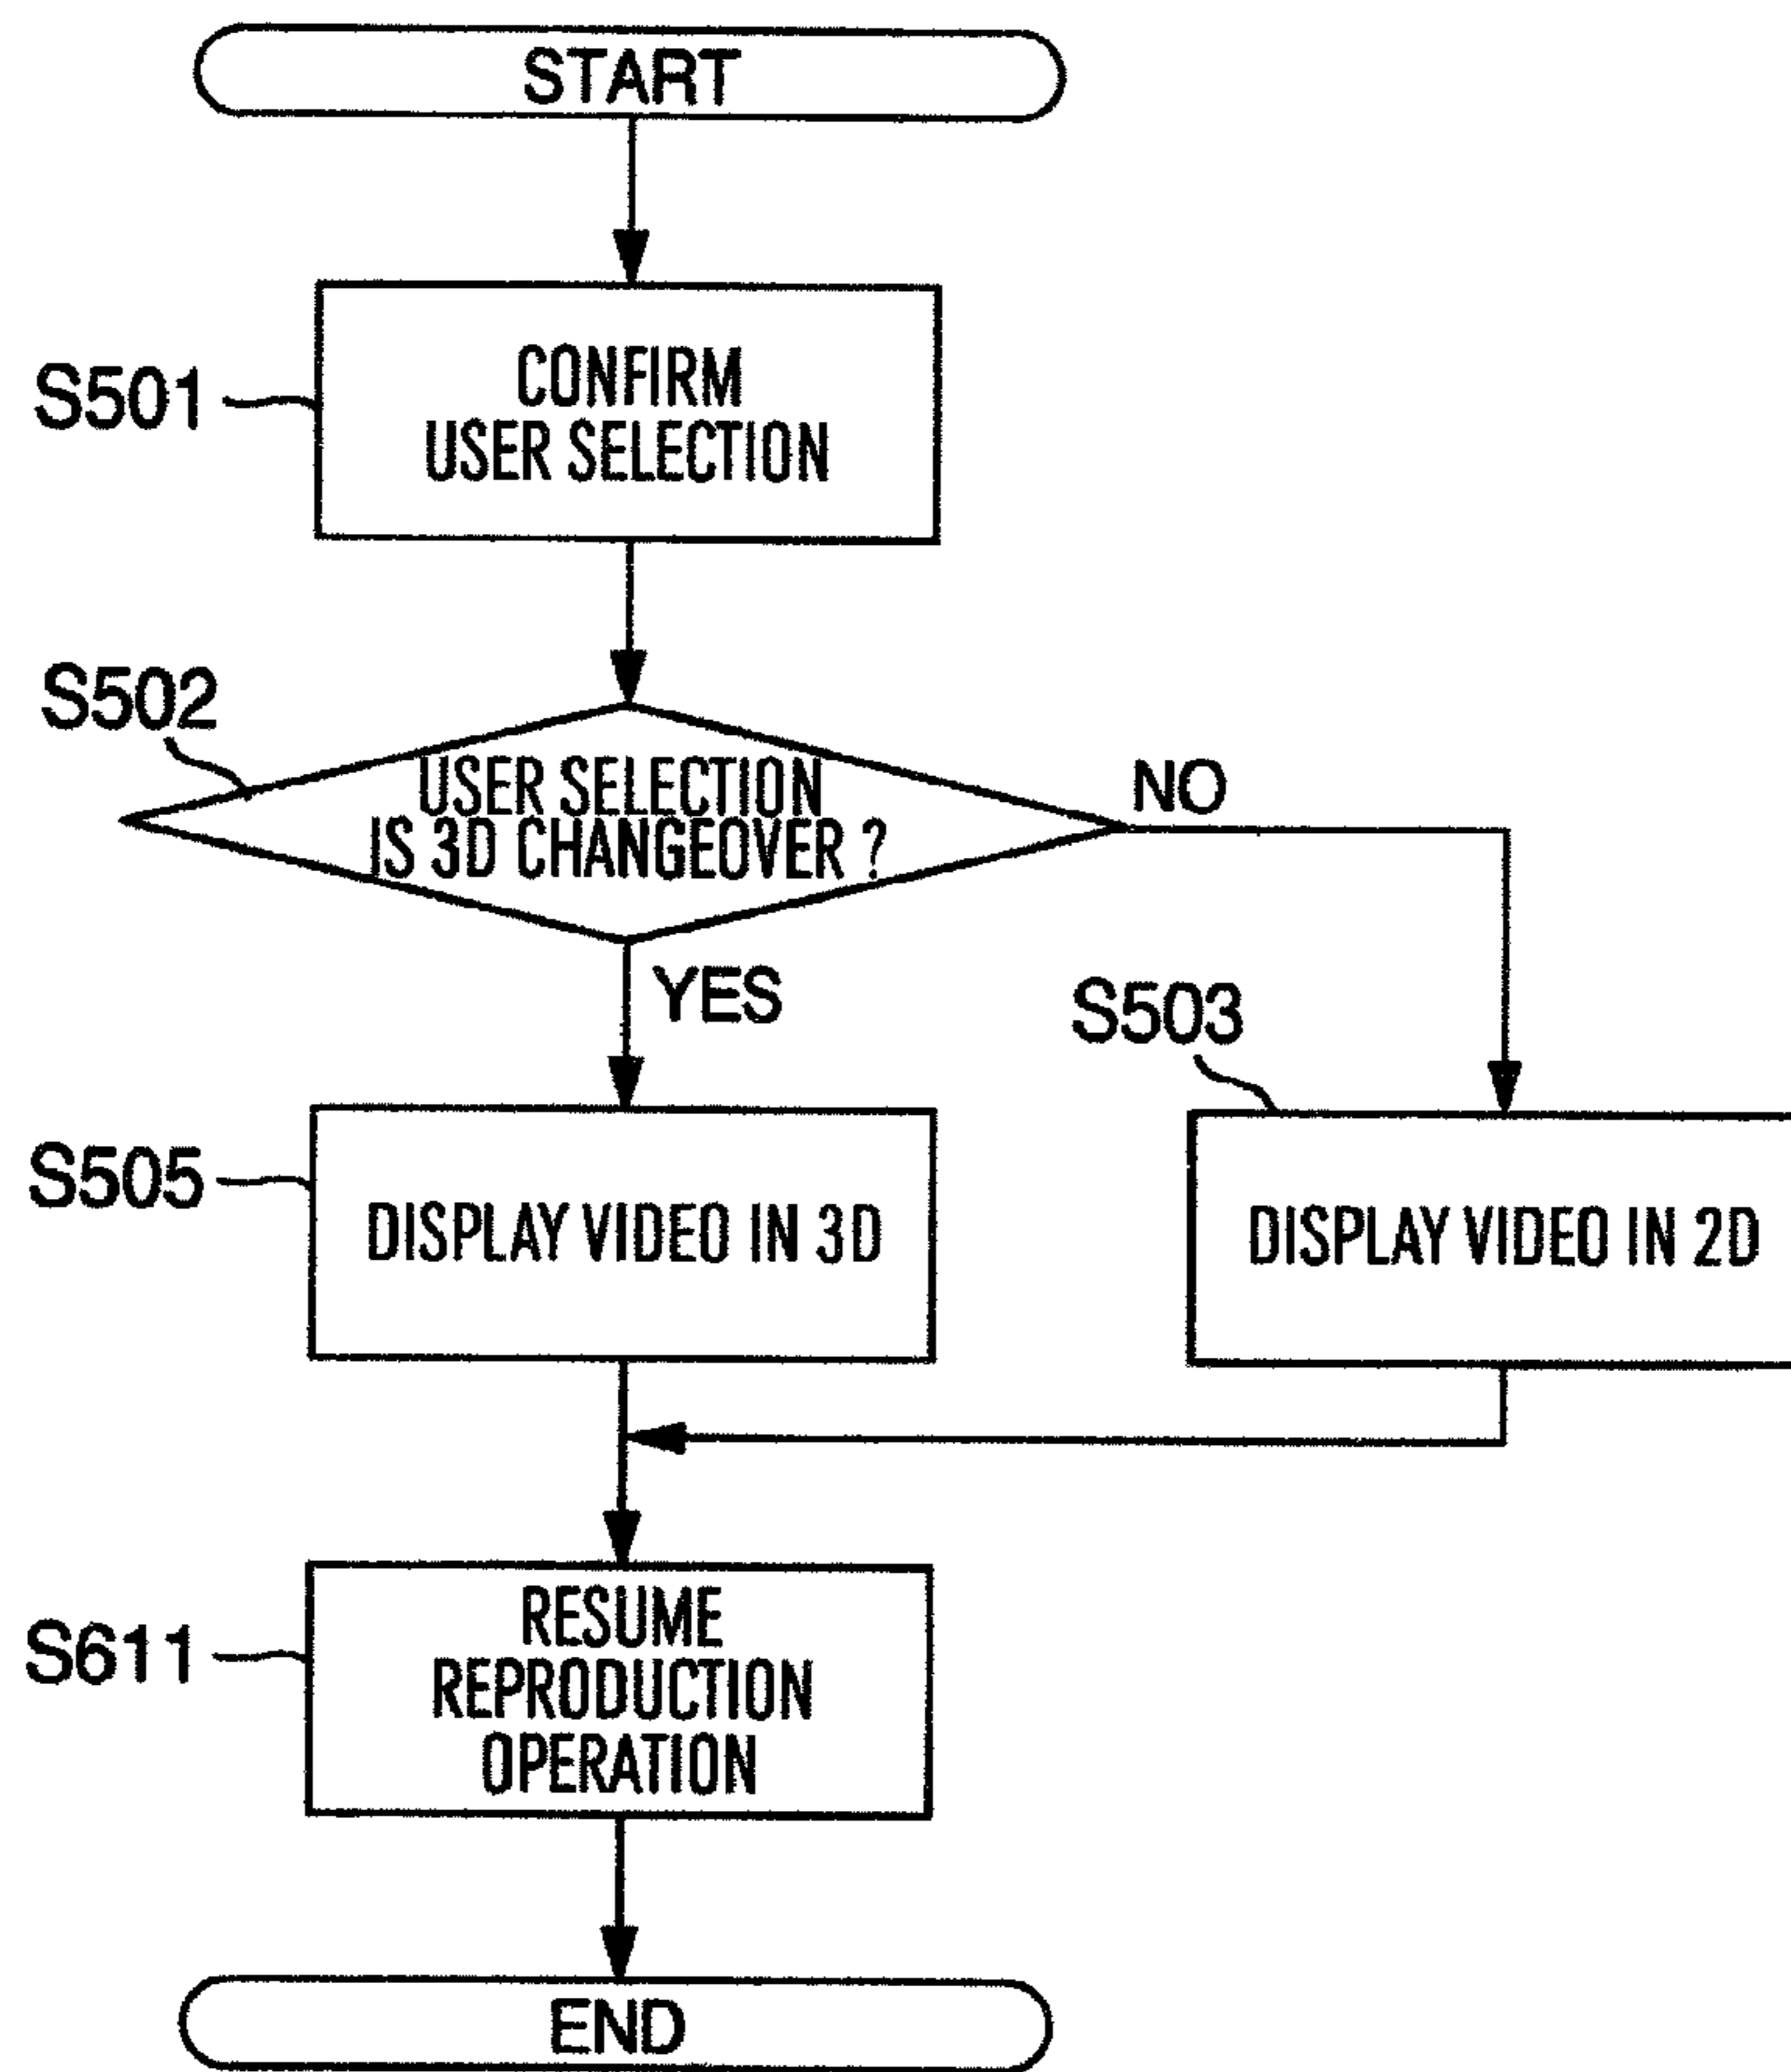 START
S501
CONFIRM
USER SELECTION
S502
USER SELECTION
IS 3D CHANGEOVER ?
NO
YES
S503
S505
DISPLAY VIDEO IN 3D
DISPLAY VIDEO IN 2D
S611
RESUME
REPRODUCTION
OPERATION
END